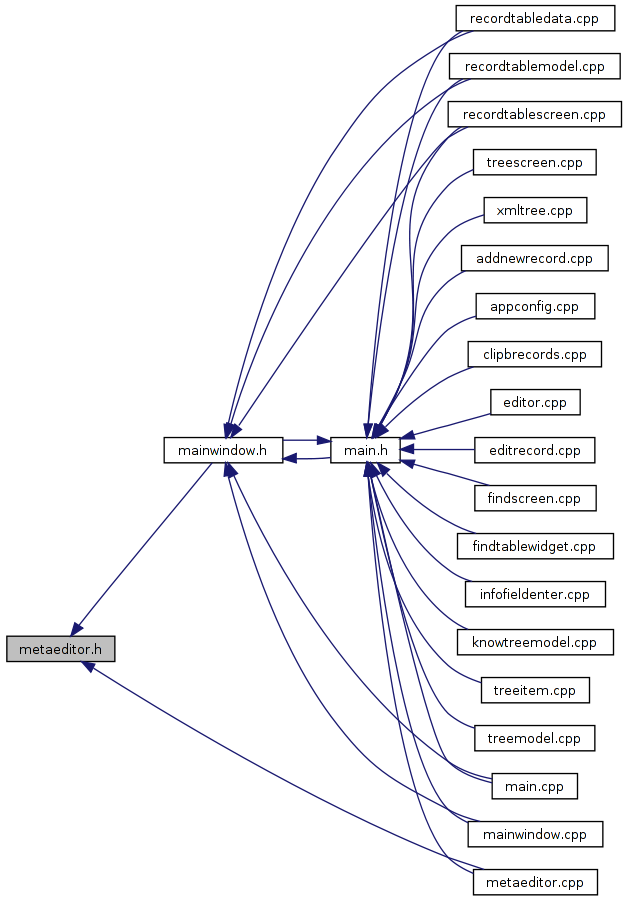 recordtabledata.cpp
recordtablemodel.cpp
recordtablescreen.cpp
treescreen.cpp
xmltree.cpp
addnewrecord.cpp
appconfig.cpp
clipbrecords.cpp
editor.cpp
mainwindow.h
main.h
editrecord.cpp
findscreen.cpp
findtablewidget.cpp
infofieldenter.cpp
metaeditor.h
knowtreemodel.cpp
treeitem.cpp
treemodel.cpp
main.cpp
mainwindow.cpp
metaeditor.cpp